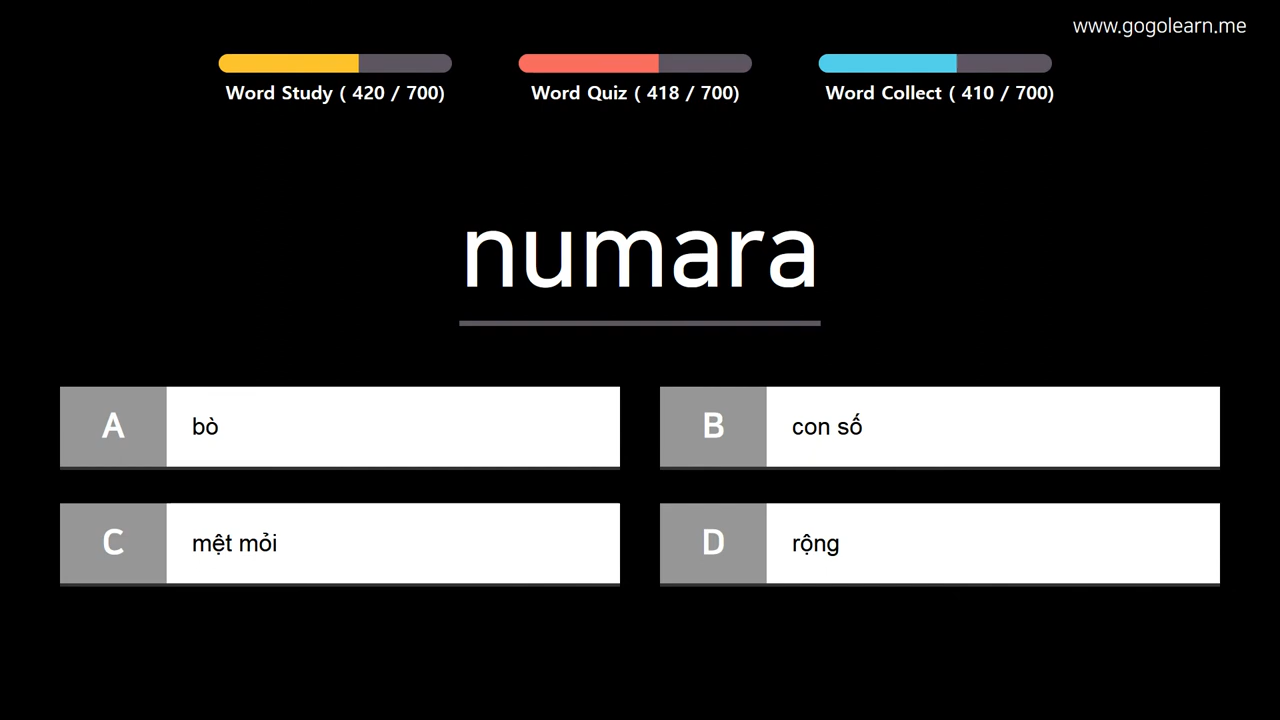 www.gogolearn.me
Word Study ( 420 / 700)
Word Quiz ( 418 / 700)
Word Collect ( 410 / 700)
numara
A
bò
B
con số
C
mệt mỏi
D
rộng